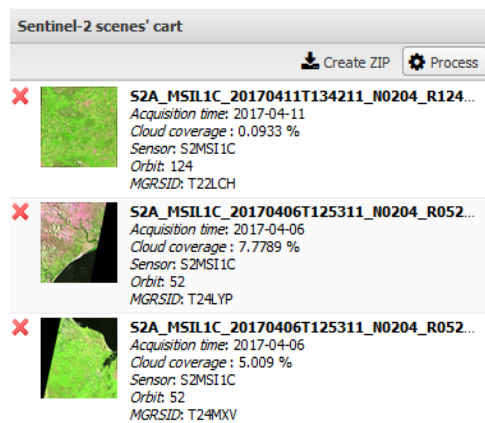 Sentinel-2 scenes' cart
Create ZIP Process
S2A_MSIL1C_20170411T134211_N0204_R124...
Acquisition time: 2017-04-11
Cloud coverage : 0.0933 %
Sensor: S2MSI1C
Orbit: 124
MGRSID: T22LCH
S2A_MSIL1C_20170406T125311_N0204_R052...
Acquisition time: 2017-04-06
Cloud coverage : 7.7789 %
Sensor: S2MSI1C
Orbit: 52
MGRSID: T24LYP
S2A_MSIL1C_20170406T125311_N0204_R052...
Acquisition time: 2017-04-06
Cloud coverage : 5.009 %
Sensor: S2MSI1C
Orbit: 52
MGRSID: T24MXV